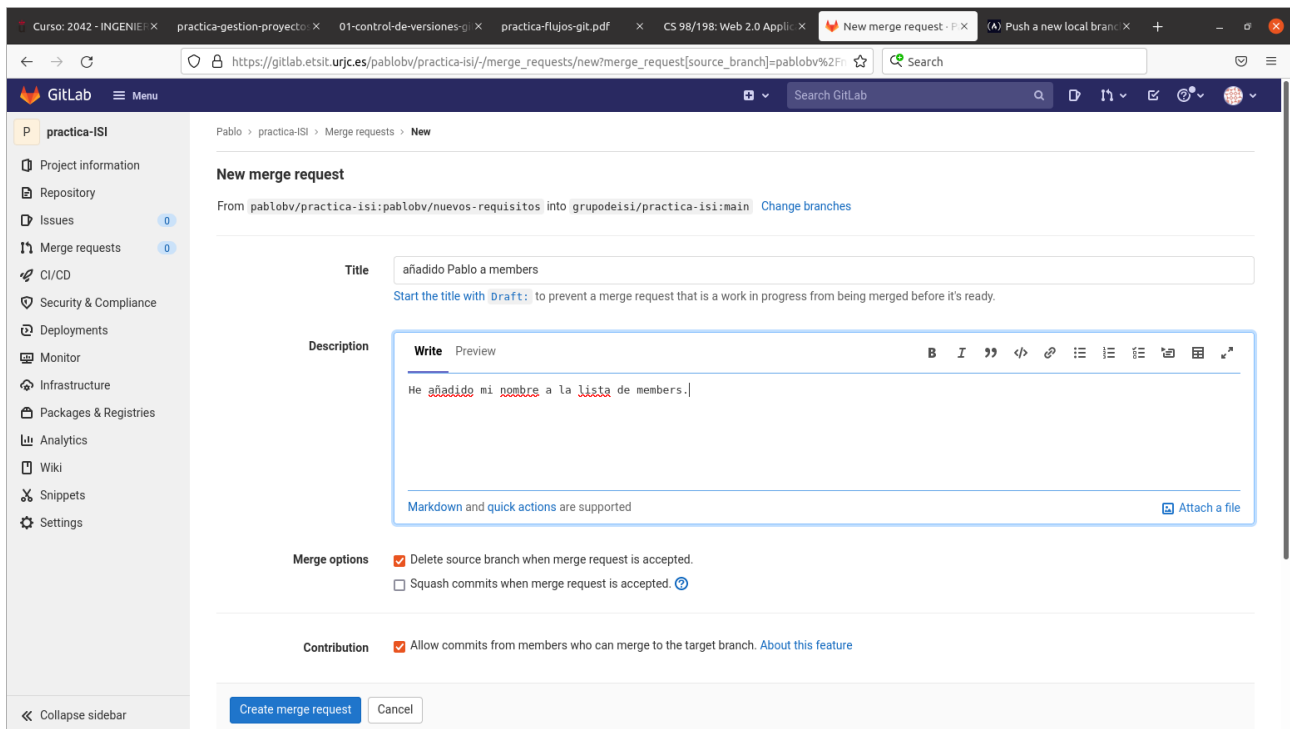 Curso: 2042 - INGENIER
practica-gestion-proyecto
01-control-de-versiones-gi
practica-flujos-git.pdf
CS 98/198: Web 2.0 Applic
New merge request · P
Push a new local branc
https://gitlab.etsit.urjc.es/pablobv/practica-isi/-/merge_requests/new?merge_request[source_branch]=pablobv%2Fn
Search
GitLab
Menu
Search GitLab
P practica-ISI
Project information
Repository
Issues 0
Merge requests 0
CI/CD
Security & Compliance
Deployments
Monitor
Infrastructure
Packages & Registries
Analytics
Wiki
Snippets
Settings
Collapse sidebar
Pablo > practica-ISI > Merge requests > New
New merge request
From pablobv/practica-isi:pablobv/nuevos-requisitos into grupodeisi/practica-isi:main Change branches
Title
añadido Pablo a members
Start the title with Draft: to prevent a merge request that is a work in progress from being merged before it's ready.
Description
Write Preview
He añadido mi nombre a la lista de members.
Markdown and quick actions are supported
Attach a file
Merge options
Delete source branch when merge request is accepted.
Squash commits when merge request is accepted.
Contribution
Allow commits from members who can merge to the target branch. About this feature
Create merge request
Cancel